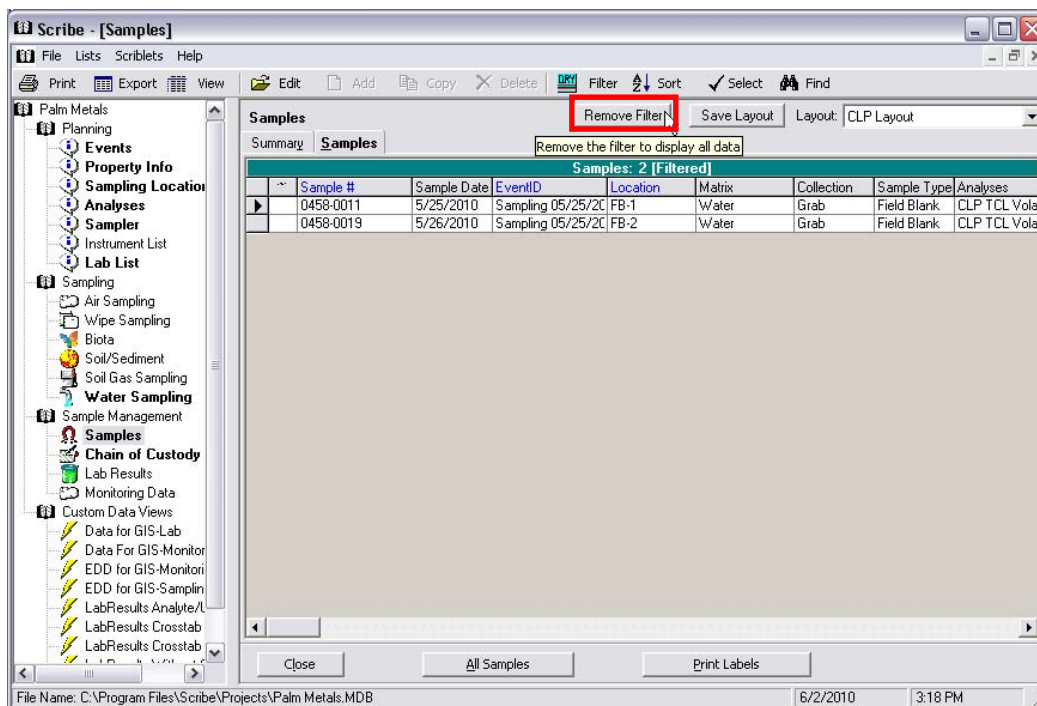 Scribe - [Samples]
File Lists Scriblets Help
Print Export View Edit Add Copy Delete QRY Filter Sort Select Find
Palm Metals
Planning
Events
Property Info
Sampling Location
Analyses
Sampler
Instrument List
Lab List
Sampling
Air Sampling
Wipe Sampling
Biota
Soil/Sediment
Soil Gas Sampling
Water Sampling
Sample Management
Samples
Chain of Custody
Lab Results
Monitoring Data
Custom Data Views
Data for GIS-Lab
Data For GIS-Monitor
EDD for GIS-Monitori
EDD for GIS-Samplin
LabResults Analyte/L
LabResults Crosstab
LabResults Crosstab
Samples Remove Filter Save Layout Layout: CLP Layout
Summary Samples
Remove the filter to display all data
Samples: 2 [Filtered]
Sample # Sample Date EventID Location Matrix Collection Sample Type Analyses
0458-0011 5/25/2010 Sampling 05/25/20 FB-1 Water Grab Field Blank CLP TCL Vola
0458-0019 5/26/2010 Sampling 05/25/20 FB-2 Water Grab Field Blank CLP TCL Vola
Close All Samples Print Labels
File Name: C:\Program Files\Scribe\Projects\Palm Metals.MDB 6/2/2010 3:18 PM